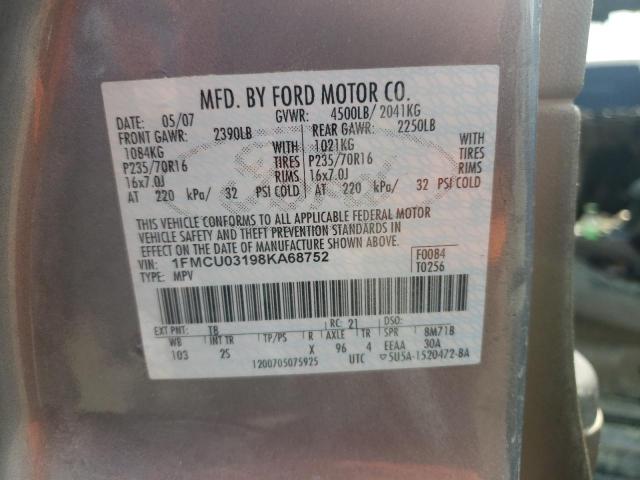 MFD. BY FORD MOTOR CO.
DATE: 05/07 GVWR: 4500LB/2041KG
FRONT GAWR: 2390LB REAR GAWR: 2250LB
1084KG WITH 1021KG WITH
P235/70R16 TIRES P235/70R16 TIRES
16x7.0J RIMS 16x7.0J RIMS
AT 220 kPa/ 32 PSI COLD AT 220 kPa/ 32 PSI COLD
THIS VEHICLE CONFORMS TO ALL APPLICABLE FEDERAL MOTOR
VEHICLE SAFETY AND THEFT PREVENTION STANDARDS IN
EFFECT ON THE DATE OF MANUFACTURE SHOWN ABOVE.
VIN: 1FMCU03198KA68752 F0084
TYPE: MPV T0256
EXT PNT: TB RC: 21 DSO:
WB INT TR TP/PS R AXLE TR SPR 8M71B
103 2S X 96 4 EEAA 30A
1200705075925 UTC 5U5A-1520472-BA